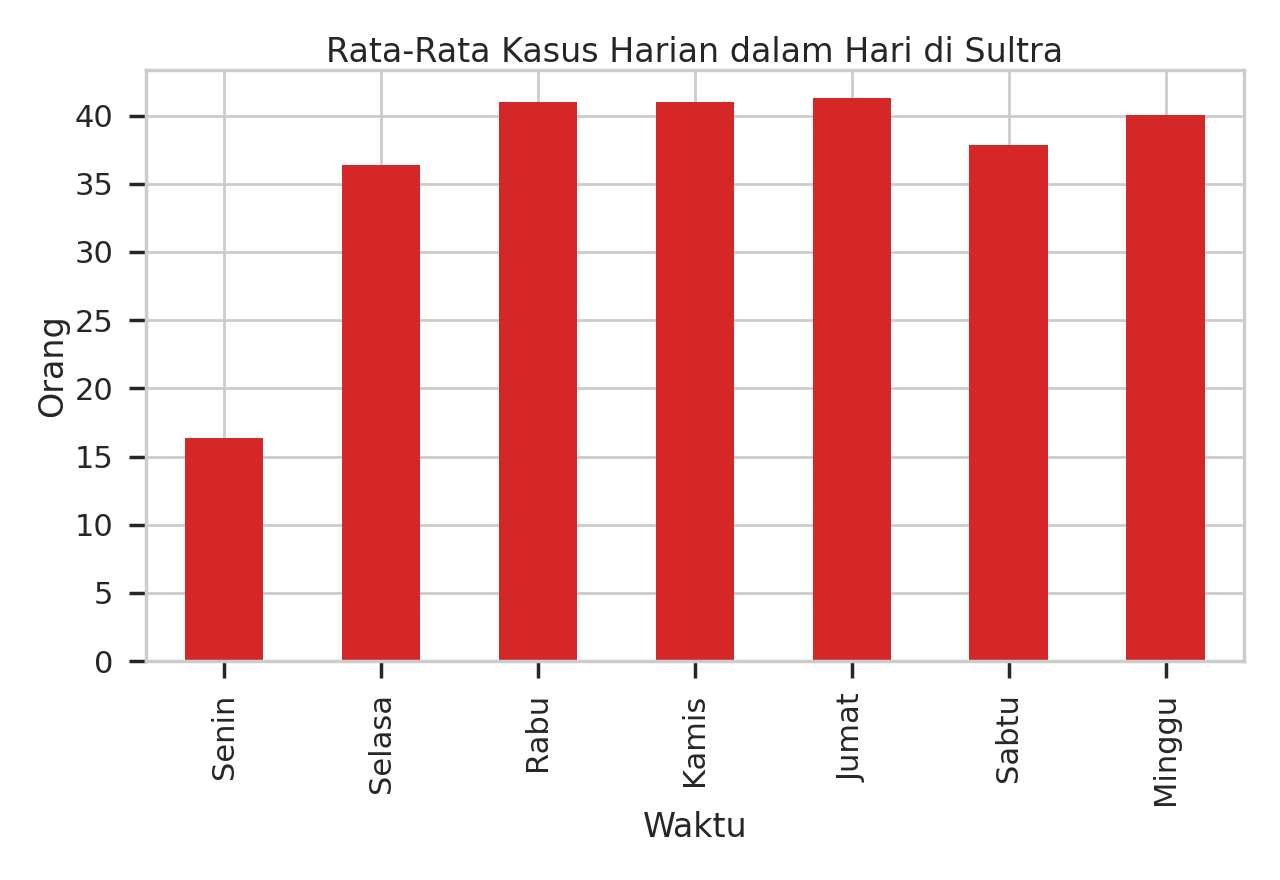 Rata-Rata Kasus Harian dalam Hari di Sultra
Orang
40
35
30
25
20
15
10
5
0
Senin
Selasa
Rabu
Kamis
Jumat
Sabtu
Minggu
Waktu